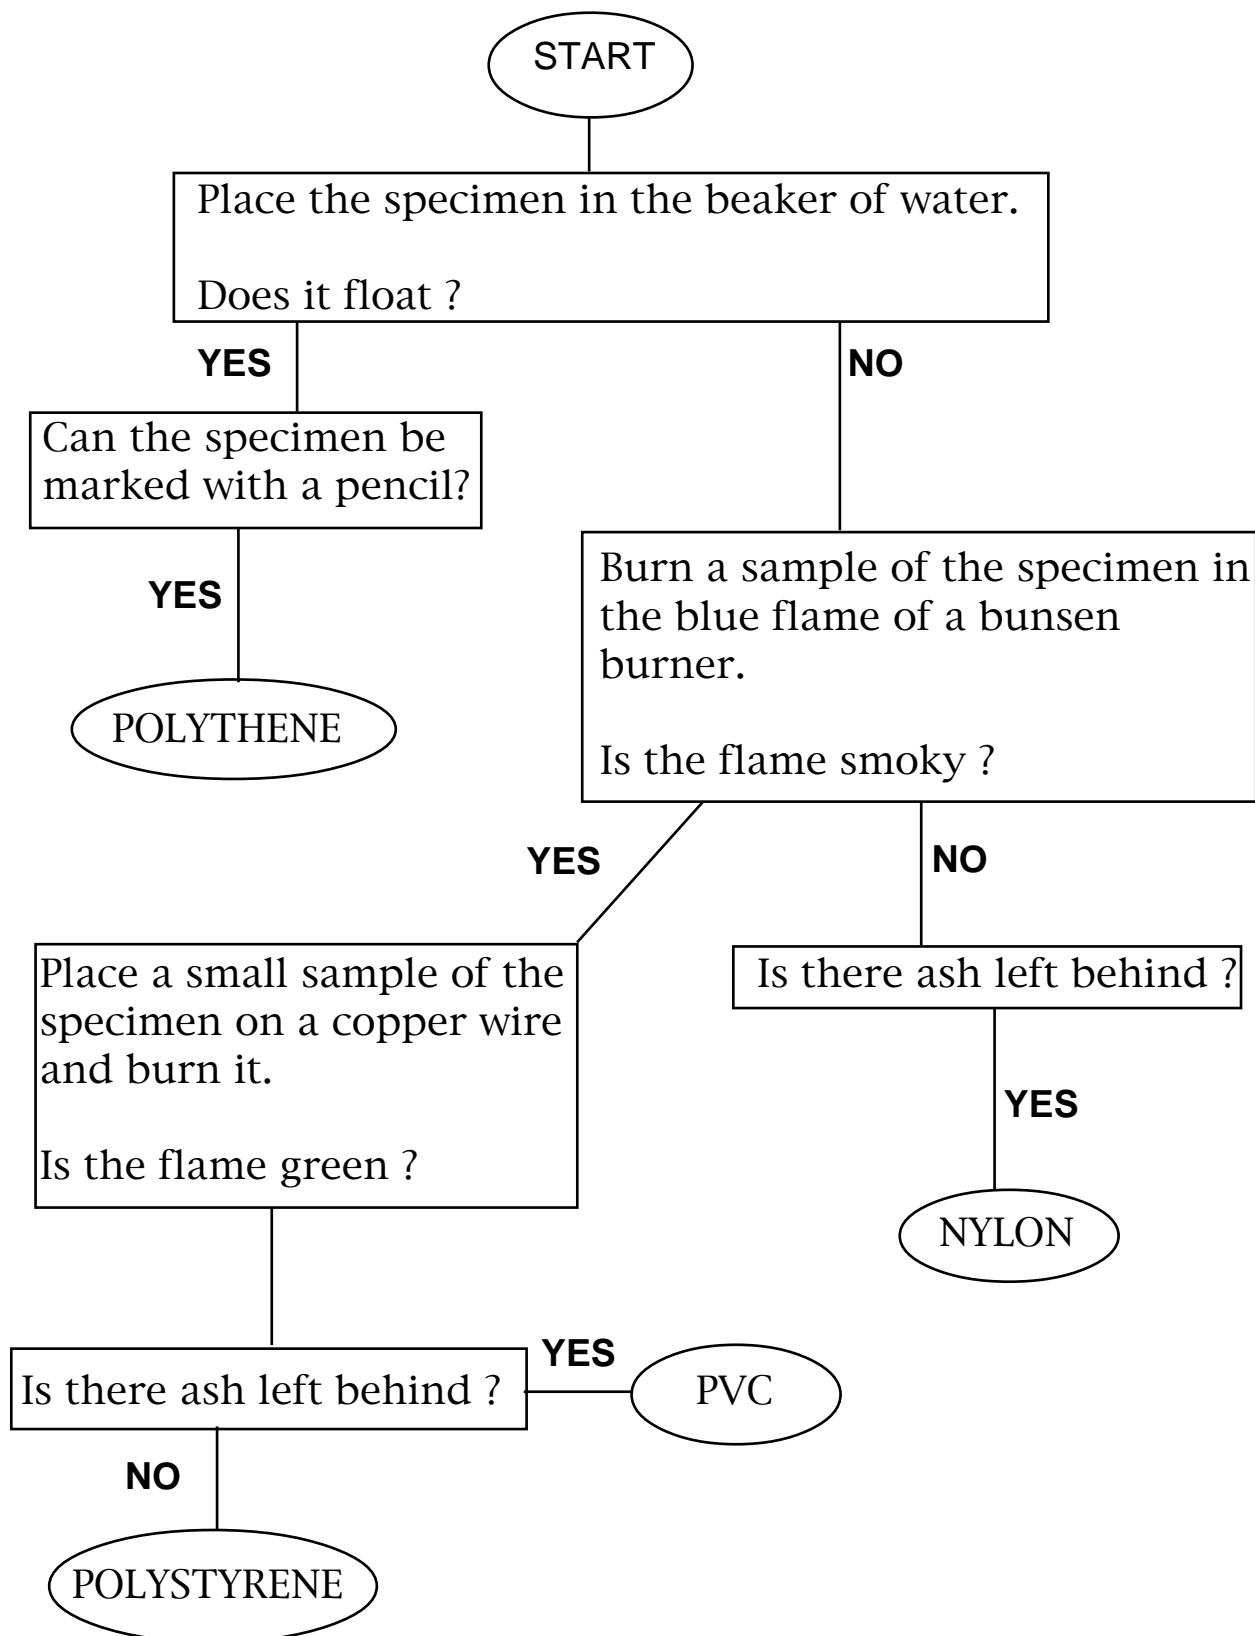 START
Place the specimen in the beaker of water.
Does it float ?
YES
NO
Can the specimen be
marked with a pencil?
YES
POLYTHENE
Burn a sample of the specimen in
the blue flame of a bunsen
burner.
Is the flame smoky ?
YES
NO
Place a small sample of the
specimen on a copper wire
and burn it.
Is the flame green ?
Is there ash left behind ?
YES
NYLON
Is there ash left behind ?
YES
PVC
NO
POLYSTYRENE